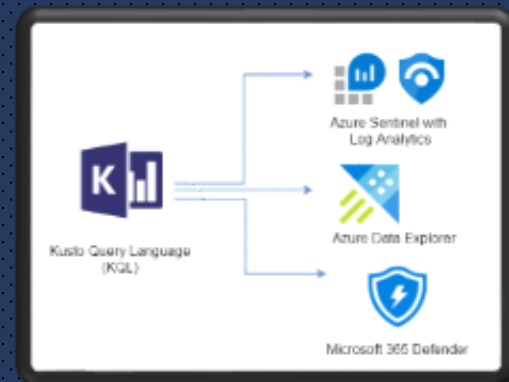 Azure Sentinel with
Log Analytics
K
Kusto Query Language
(KQL)
Azure Data Explorer
Microsoft 365 Defender